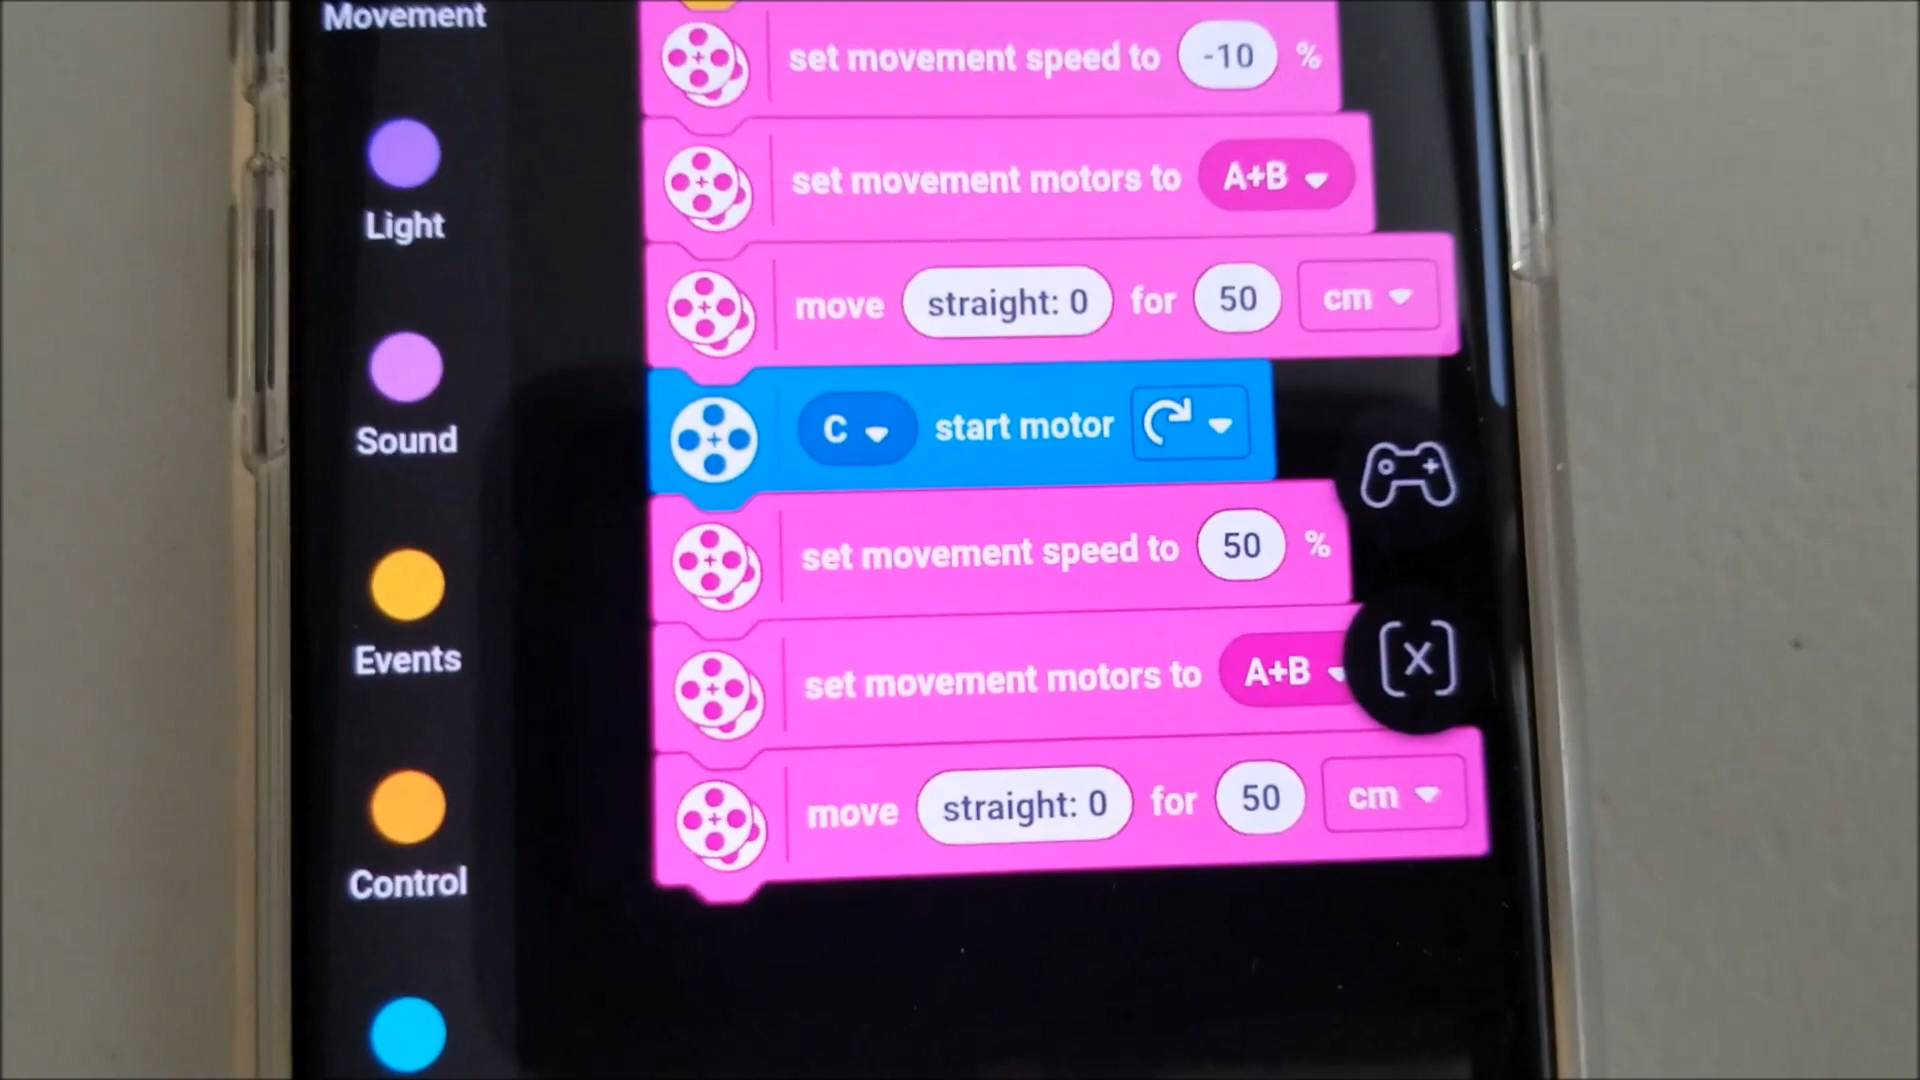 Movement
Light
Sound
Events
Control
set movement speed to -10 %
set movement motors to A+B
move straight: 0 for 50 cm
C start motor
set movement speed to 50 %
set movement motors to A+B
move straight: 0 for 50 cm
[x]